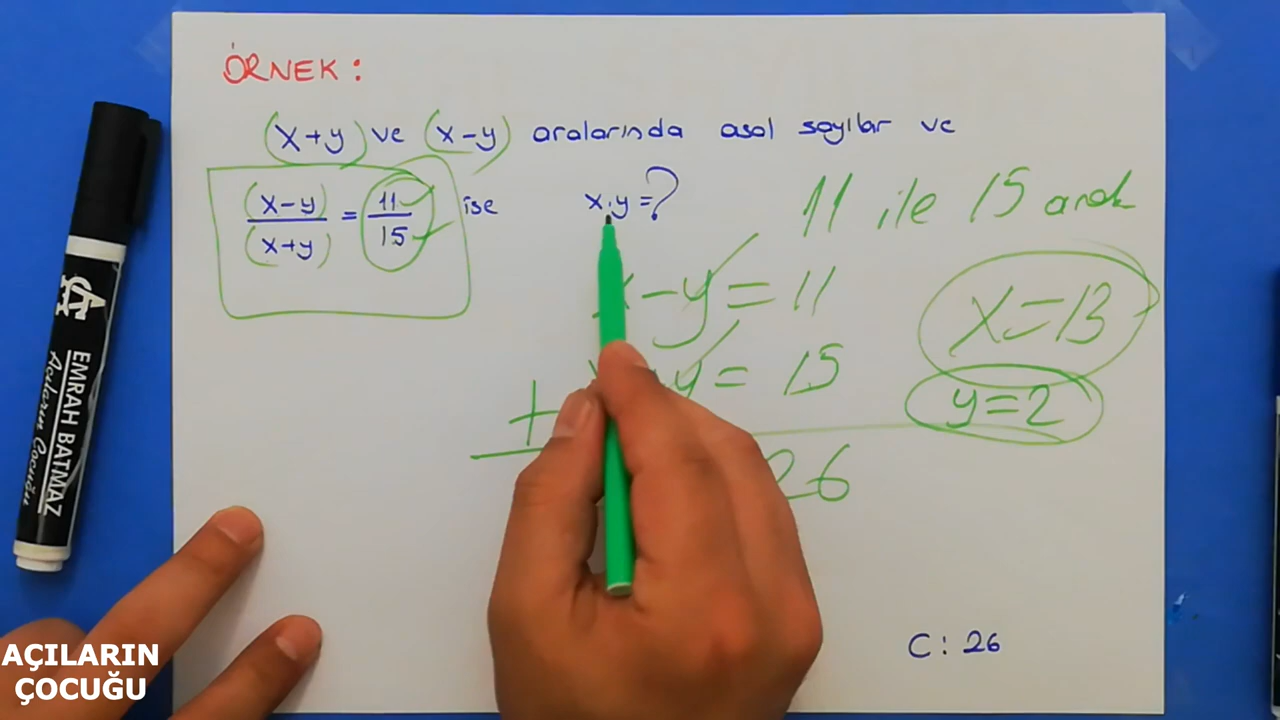 ÖRNEK :
(x+y) ve (x-y) aralarında asal sayılar ve
(x-y)/(x+y) = 11/15 ise x.y=?
11 ile 15 arak
-y = 11
y = 15
+
26
x=13
y=2
C : 26
EMRAH BATMAZ
Açıların Çocuğu
AÇILARIN
ÇOCUĞU